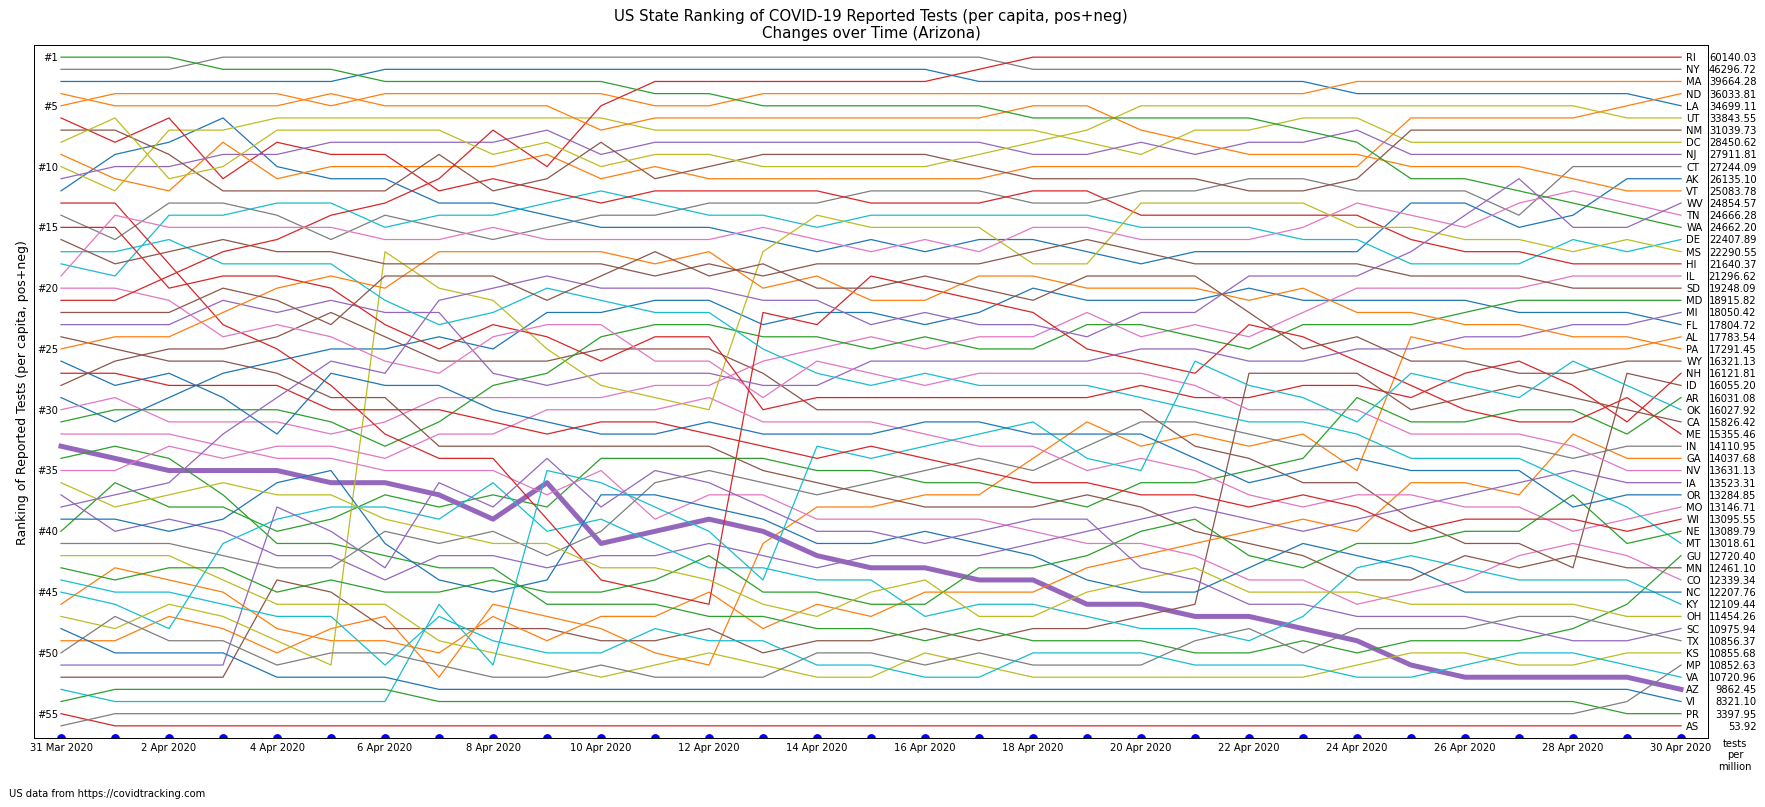 US State Ranking of COVID-19 Reported Tests (per capita, pos+neg)
Changes over Time (Arizona)
Ranking of Reported Tests (per capita, pos+neg)
#1
#5
#10
#15
#20
#25
#30
#35
#40
#45
#50
#55
RI 60140.03
NY 46296.72
MA 39664.28
ND 36033.81
LA 34699.11
UT 33843.55
NM 31039.73
DC 28450.62
NJ 27911.81
CT 27244.09
AK 26135.10
VT 25083.78
WV 24854.57
TN 24666.28
WA 24662.20
DE 22407.89
MS 22290.55
HI 21640.37
IL 21296.62
SD 19248.09
MD 18915.82
MI 18050.42
FL 17804.72
AL 17783.54
PA 17291.45
WY 16321.13
NH 16121.81
ID 16055.20
AR 16031.08
OK 16027.92
CA 15826.42
ME 15355.46
IN 14110.95
GA 14037.68
NV 13631.13
IA 13523.31
OR 13284.85
MO 13146.71
WI 13095.55
NE 13089.79
MT 13018.61
GU 12720.40
MN 12461.10
CO 12339.34
NC 12207.76
KY 12109.44
OH 11454.26
SC 10975.94
TX 10856.37
KS 10855.68
MP 10852.63
VA 10720.96
AZ 9862.45
VI 8321.10
PR 3397.95
AS 53.92
31 Mar 2020 2 Apr 2020 4 Apr 2020 6 Apr 2020 8 Apr 2020 10 Apr 2020 12 Apr 2020 14 Apr 2020 16 Apr 2020 18 Apr 2020 20 Apr 2020 22 Apr 2020 24 Apr 2020 26 Apr 2020 28 Apr 2020 30 Apr 2020
tests
per
million
US data from https://covidtracking.com